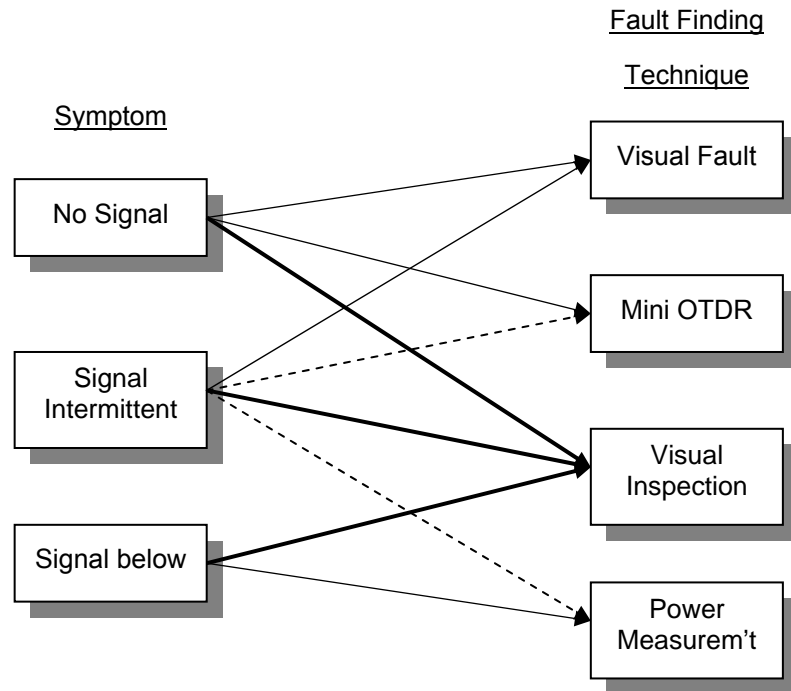 Fault Finding
Technique
Symptom
No Signal
Signal
Intermittent
Signal below
Visual Fault
Mini OTDR
Visual
Inspection
Power
Measurem't